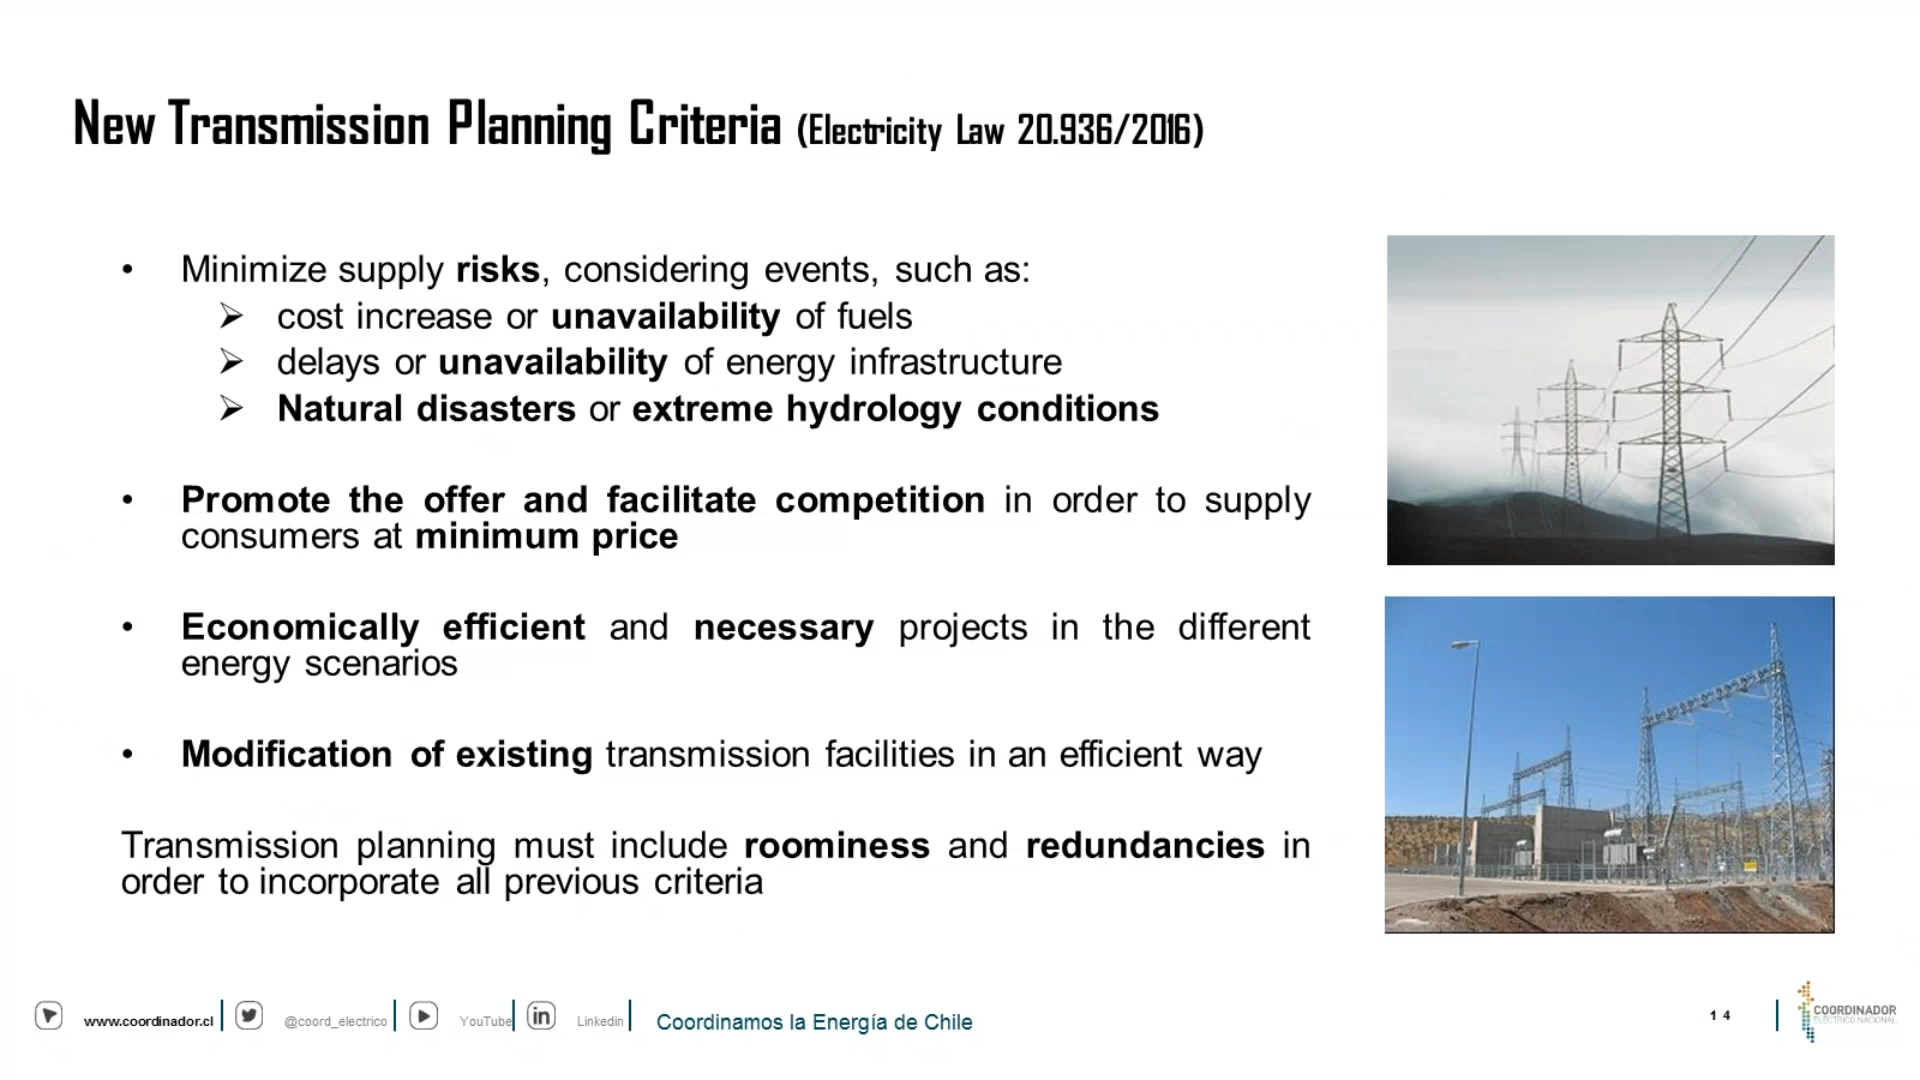 New Transmission Planning Criteria (Electricity Law 20.936/2016)
• Minimize supply risks, considering events, such as:
➢ cost increase or unavailability of fuels
➢ delays or unavailability of energy infrastructure
➢ Natural disasters or extreme hydrology conditions
• Promote the offer and facilitate competition in order to supply
consumers at minimum price
• Economically efficient and necessary projects in the different
energy scenarios
• Modification of existing transmission facilities in an efficient way
Transmission planning must include roominess and redundancies in
order to incorporate all previous criteria
www.coordinador.cl
@coord_electrico
YouTube
in
Linkedin
Coordinamos la Energía de Chile
14
COORDINADOR
ELÉCTRICO NACIONAL